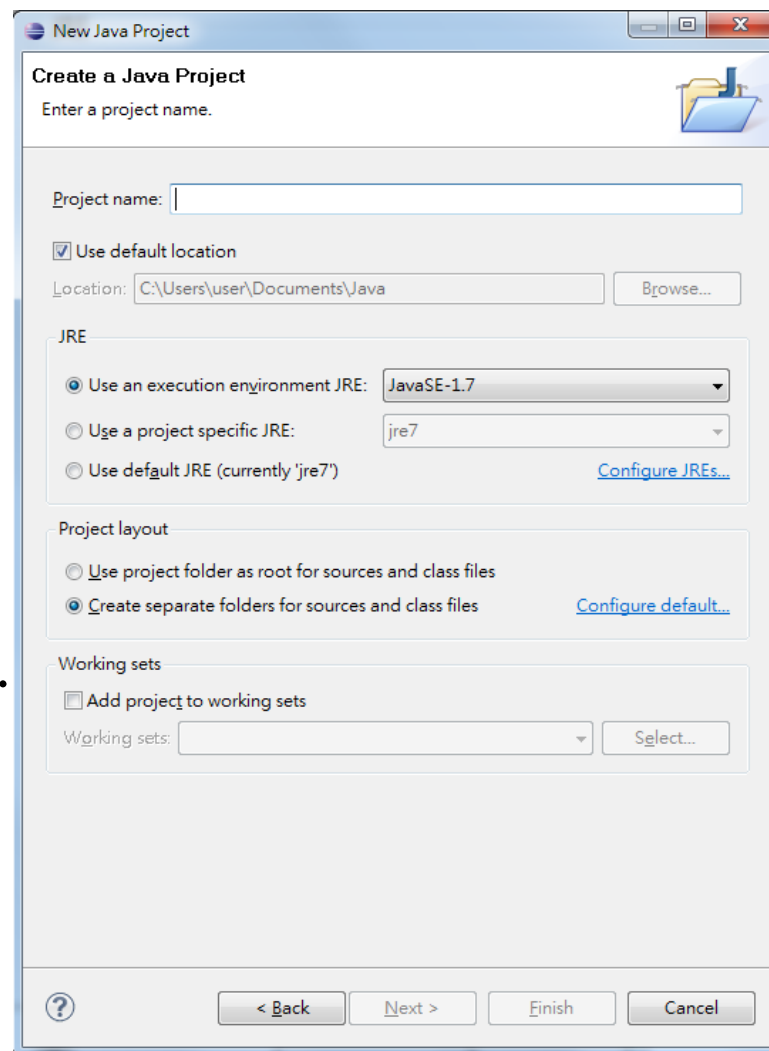 New Java Project
Create a Java Project
Enter a project name.
Project name:
Use default location
Location: C:\Users\user\Documents\Java Browse...
JRE
Use an execution environment JRE: JavaSE-1.7
Use a project specific JRE: jre7
Use default JRE (currently 'jre7') Configure JREs...
Project layout
Use project folder as root for sources and class files
Create separate folders for sources and class files Configure default...
Working sets
Add project to working sets
Working sets: Select...
? < Back Next > Finish Cancel